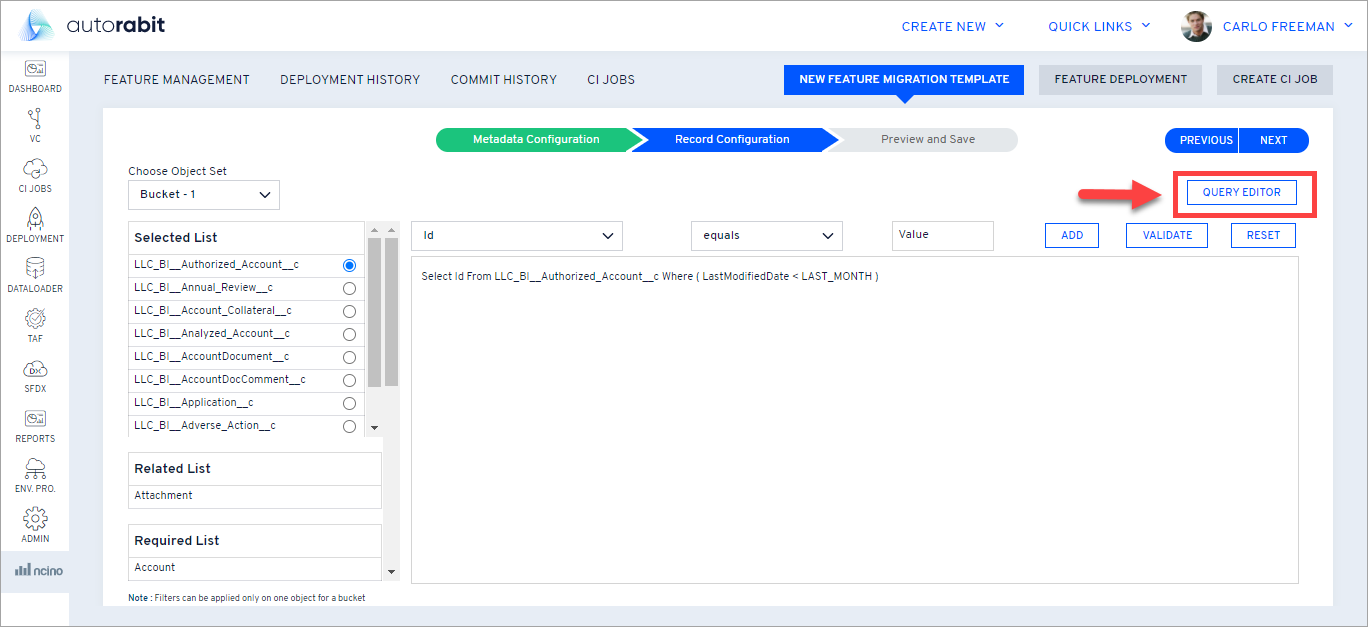 autorabit
CREATE NEW
QUICK LINKS
CARLO FREEMAN
DASHBOARD
VC
CI JOBS
DEPLOYMENT
DATALOADER
TAF
DX
SFDX
REPORTS
ENV. PRO.
ADMIN
ncino
FEATURE MANAGEMENT
DEPLOYMENT HISTORY
COMMIT HISTORY
CI JOBS
NEW FEATURE MIGRATION TEMPLATE
FEATURE DEPLOYMENT
CREATE CI JOB
Metadata Configuration
Record Configuration
Preview and Save
PREVIOUS
NEXT
Choose Object Set
Bucket - 1
QUERY EDITOR
Selected List
LLC_BI__Authorized_Account__c
LLC_BI__Annual_Review__c
LLC_BI__Account_Collateral__c
LLC_BI__Analyzed_Account__c
LLC_BI__AccountDocument__c
LLC_BI__AccountDocComment__c
LLC_BI__Application__c
LLC_BI__Adverse_Action__c
Related List
Attachment
Required List
Account
Note : Filters can be applied only on one object for a bucket
Id
equals
Value
ADD
VALIDATE
RESET
Select Id From LLC_BI__Authorized_Account__c Where ( LastModifiedDate < LAST_MONTH )